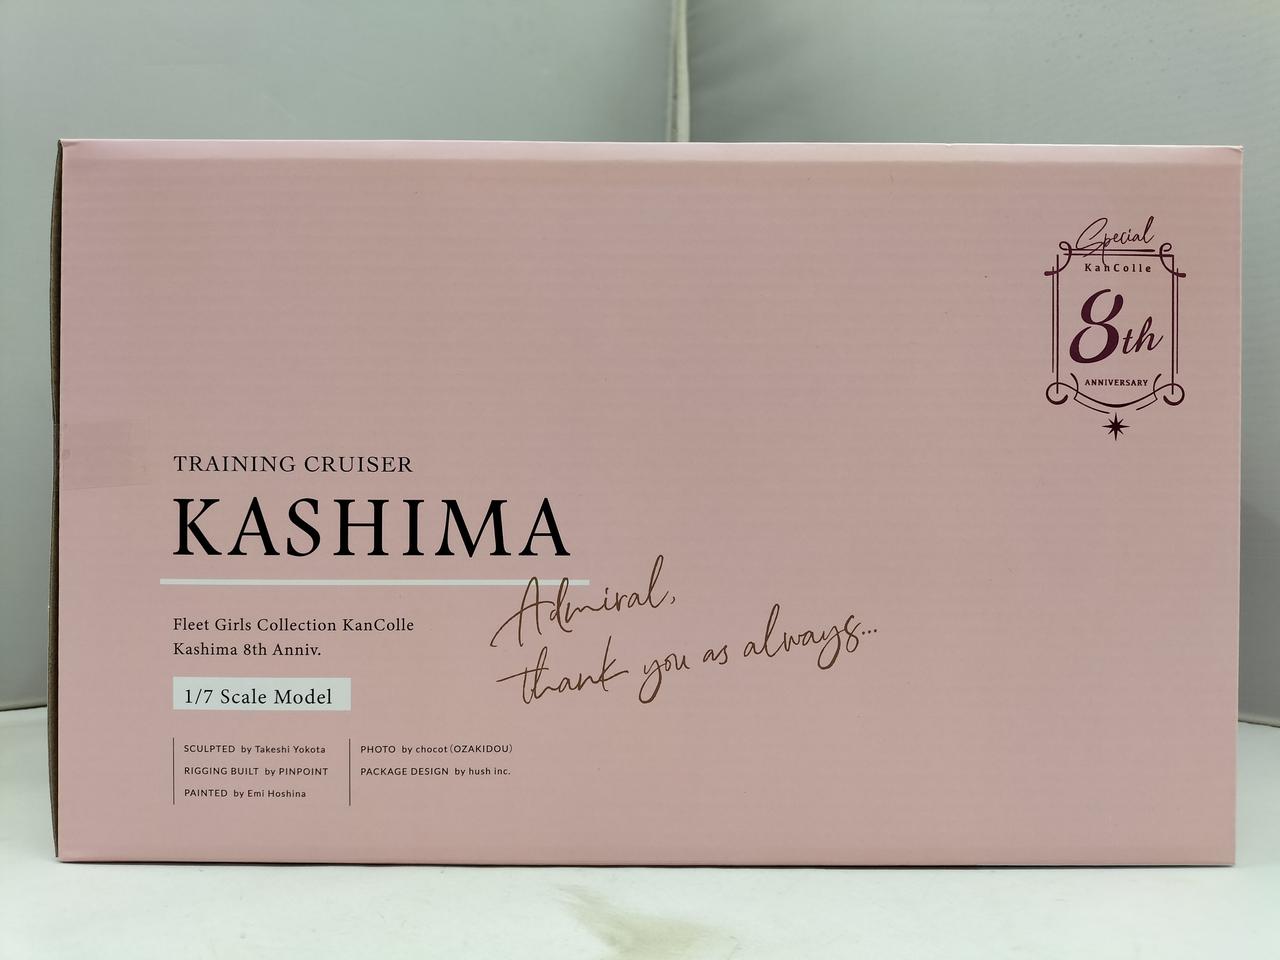 Special
KanColle
8th
ANNIVERSARY
TRAINING CRUISER
KASHIMA
Admiral,
thank you as always...
Fleet Girls Collection KanColle
Kashima 8th Anniv.
1/7 Scale Model
SCULPTED by Takeshi Yokota
RIGGING BUILT by PINPOINT
PAINTED by Emi Hoshina
PHOTO by chocot (OZAKIDOU)
PACKAGE DESIGN by hush inc.